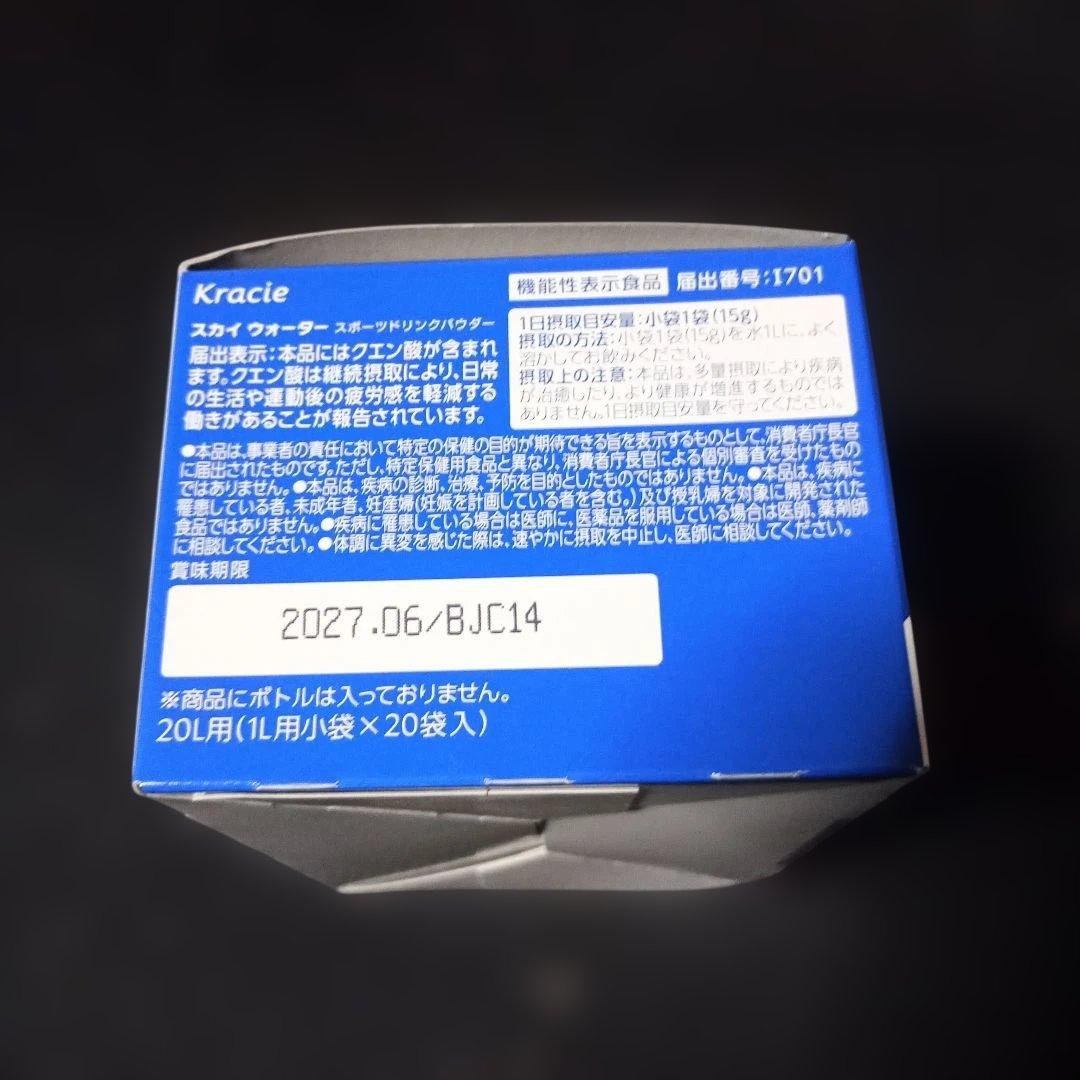 Kracie
スカイ ウォーター スポーツドリンクパウダー
届出表示:本品にはクエン酸が含まれ
ます。クエン酸は継続摂取により、日常
の生活や運動後の疲労感を軽減する
働きがあることが報告されています。
機能性表示食品 届出番号:I701
1日摂取目安量:小袋1袋(15g)
摂取の方法:小袋1袋(15g)を水1Lに、よく
溶かしてお飲みください。
摂取上の注意:本品は、多量摂取により疾病
が治癒したり、より健康が増進するものでは
ありません。1日摂取目安量を守ってください。
●本品は、事業者の責任において特定の保健の目的が期待できる旨を表示するものとして、消費者庁長官
に届出されたものです。ただし、特定保健用食品と異なり、消費者庁長官による個別審査を受けたもの
ではありません。●本品は、疾病の診断、治療、予防を目的としたものではありません。●本品は、疾病に
罹患している者、未成年者、妊産婦(妊娠を計画している者を含む。)及び授乳婦を対象に開発された
食品ではありません。●疾病に罹患している場合は医師に、医薬品を服用している場合は医師、薬剤師
に相談してください。●体調に異変を感じた際は、速やかに摂取を中止し、医師に相談してください。
賞味期限
2027.06/BJC14
※商品にボトルは入っておりません。
20L用(1L用小袋×20袋入)